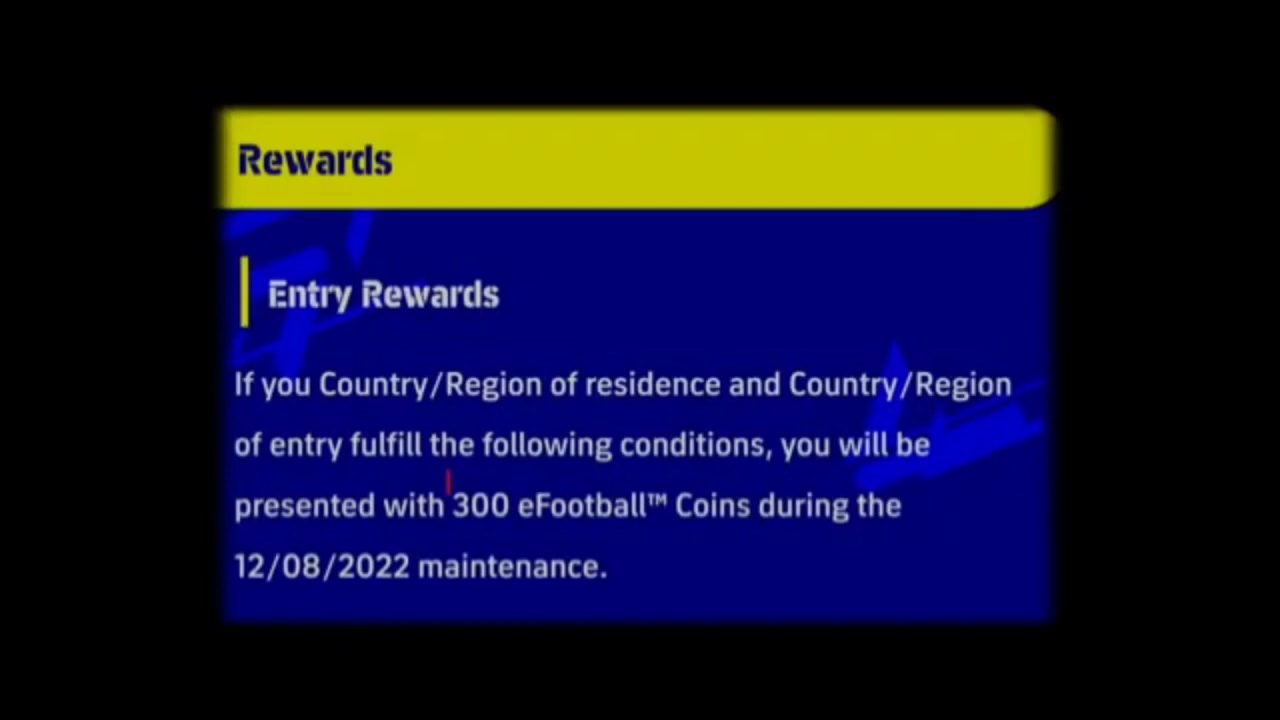 Rewards
Entry Rewards
If you Country/Region of residence and Country/Region
of entry fulfill the following conditions, you will be
presented with 300 eFootball™ Coins during the
12/08/2022 maintenance.